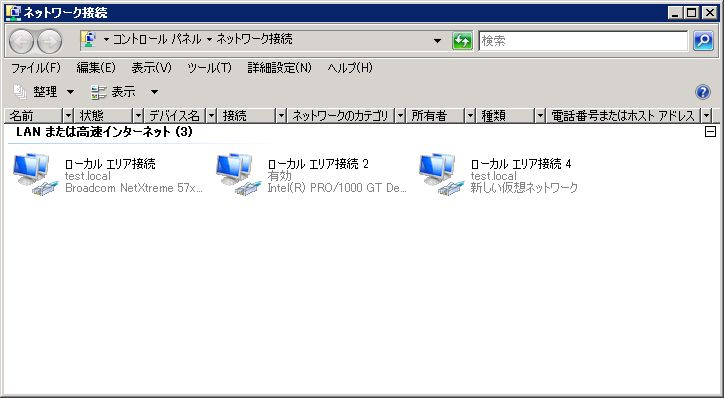 ネットワーク接続
コントロール パネル ネットワーク接続 検索
ファイル(F) 編集(E) 表示(V) ツール(T) 詳細設定(N) ヘルプ(H)
整理 表示
名前 状態 デバイス名 接続 ネットワークのカテゴリ 所有者 種類 電話番号またはホスト アドレス
LAN または高速インターネット (3)
ローカル エリア接続 ローカル エリア接続 2 ローカル エリア接続 4
test.local 有効 test.local
Broadcom NetXtreme 57x... Intel(R) PRO/1000 GT De... 新しい仮想ネットワーク